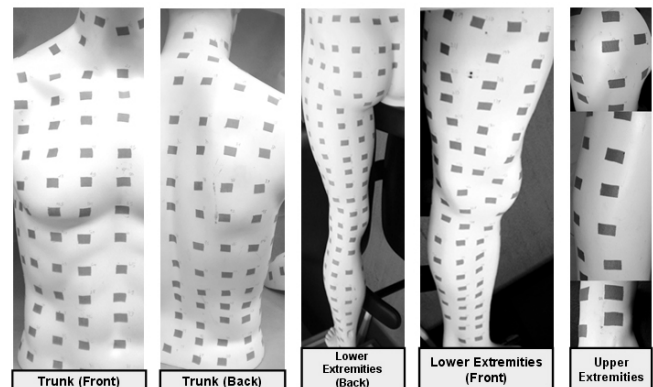 Trunk (Front)
Trunk (Back)
Lower
Extremities
(Back)
Lower Extremities
(Front)
Upper
Extremities